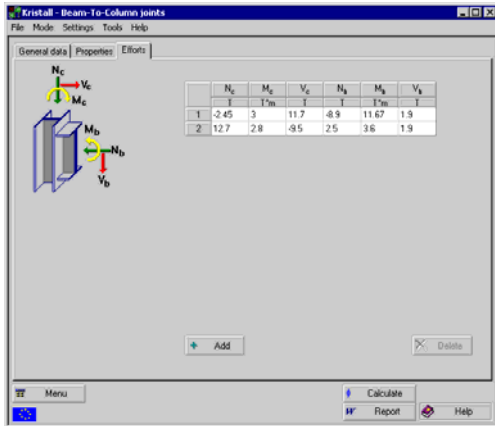 Kristall - Beam-To-Column joints
File Mode Settings Tools Help
General data Properties Efforts
Nc
Vc
Mc
Mb
Nb
Vb
Nc Mc Vc Nb Mb Vb
T T*m T T T*m T
1 -2.45 3 11.7 -8.9 11.67 1.9
2 12.7 2.8 -9.5 2.5 3.6 1.9
Add
Delete
Menu
Calculate
Report
Help